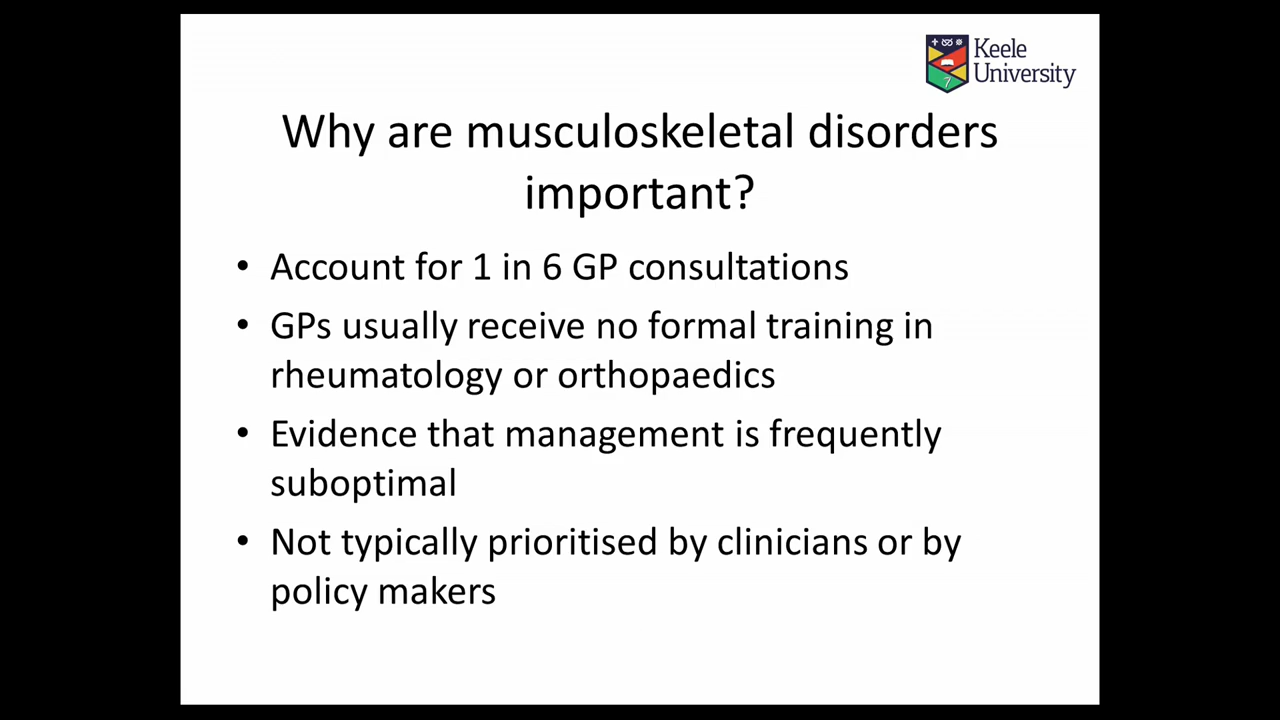 Keele
University
Why are musculoskeletal disorders
important?
• Account for 1 in 6 GP consultations
• GPs usually receive no formal training in
rheumatology or orthopaedics
• Evidence that management is frequently
suboptimal
• Not typically prioritised by clinicians or by
policy makers